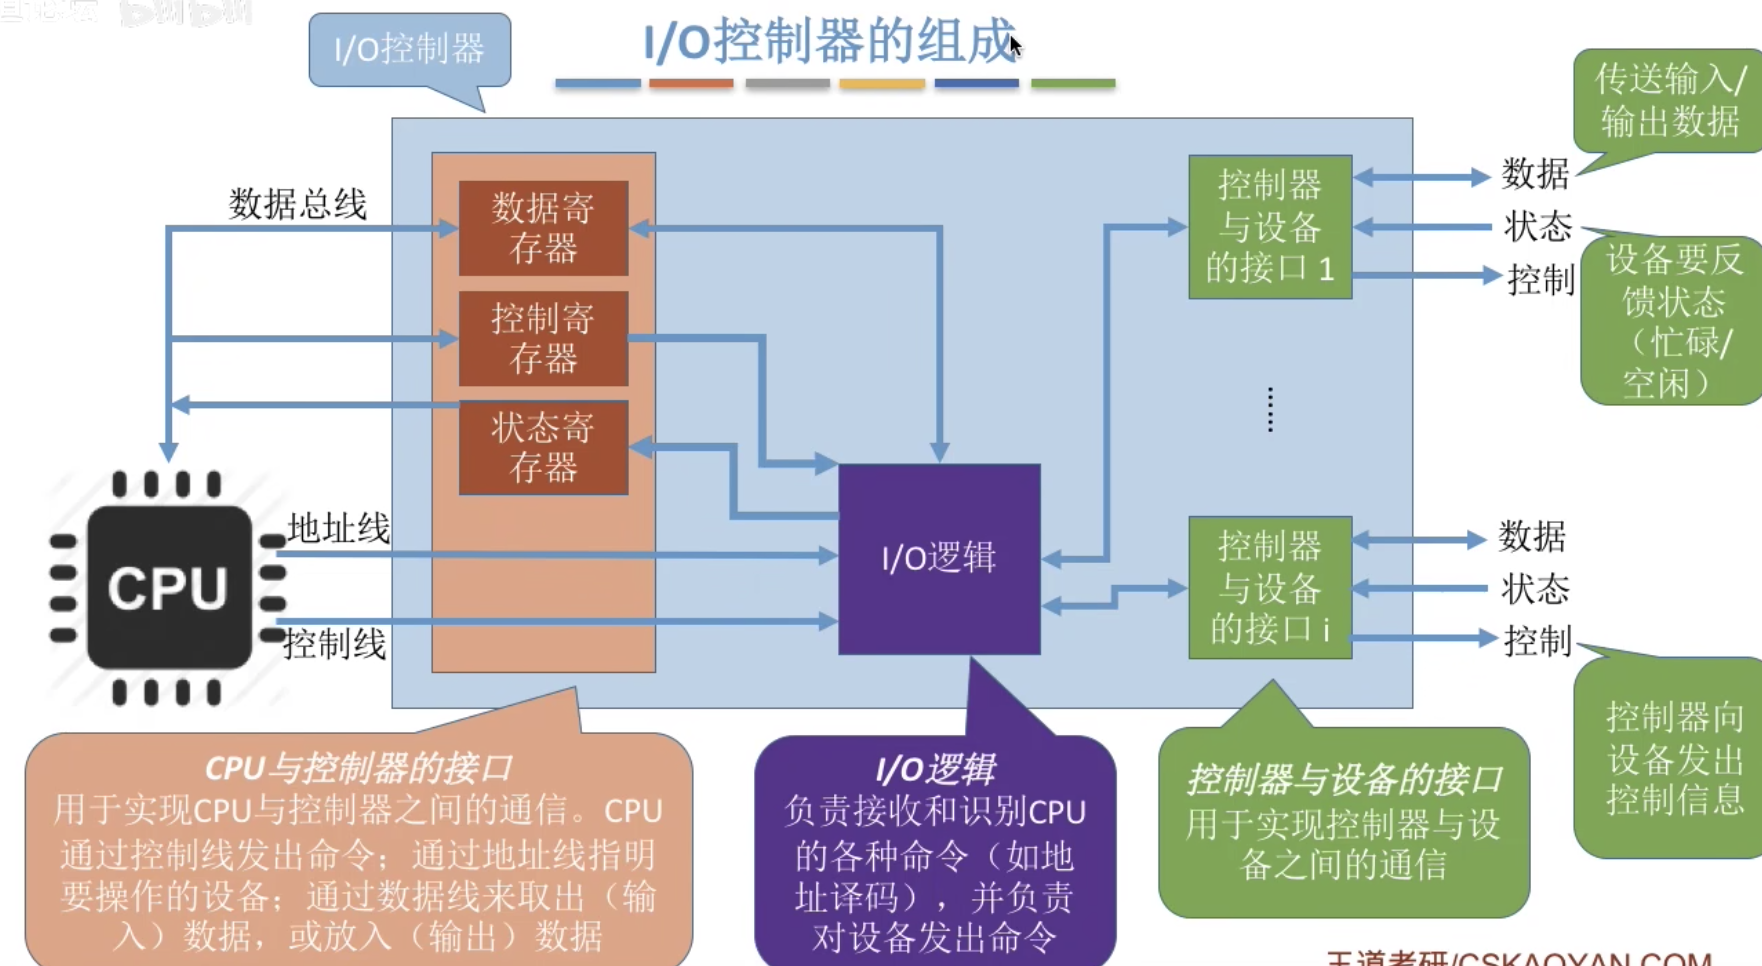 I/O控制器
I/O控制器的组成
传送输入/
输出数据
数据总线
数据寄
存器
控制寄
存器
状态寄
存器
控制器
与设备
的接口 1
数据
状态
控制
设备要反
馈状态
（忙碌/
空闲）
CPU
地址线
控制线
I/O逻辑
控制器
与设备
的接口 i
数据
状态
控制
CPU与控制器的接口
用于实现CPU与控制器之间的通信。CPU
通过控制线发出命令；通过地址线指明
要操作的设备；通过数据线来取出（输
入）数据，或放入（输出）数据
I/O逻辑
负责接收和识别CPU
的各种命令（如地
址译码），并负责
对设备发出命令
控制器与设备的接口
用于实现控制器与设
备之间的通信
控制器向
设备发出
控制信息
王道考研/CSKAOYAN.COM